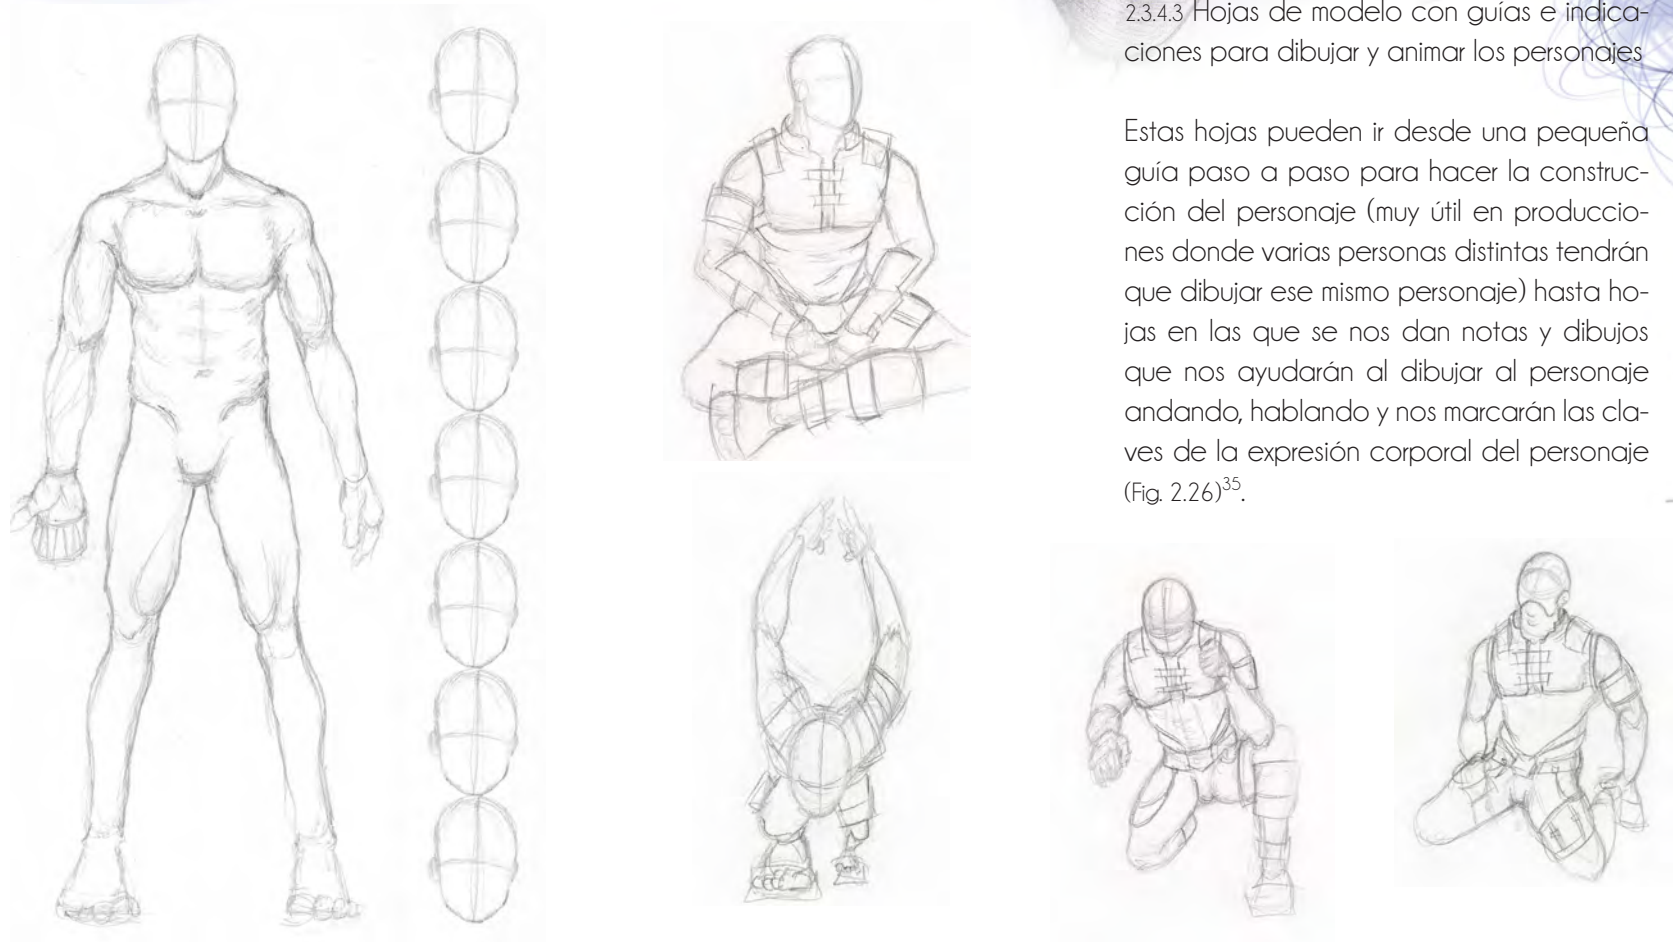 2.3.4.3 Hojas de modelo con guías e indica-
ciones para dibujar y animar los personajes
Estas hojas pueden ir desde una pequeña
guía paso a paso para hacer la construc-
ción del personaje (muy útil en produccio-
nes donde varias personas distintas tendrán
que dibujar ese mismo personaje) hasta ho-
jas en las que se nos dan notas y dibujos
que nos ayudarán al dibujar al personaje
andando, hablando y nos marcarán las cla-
ves de la expresión corporal del personaje
(Fig. 2.26)35.